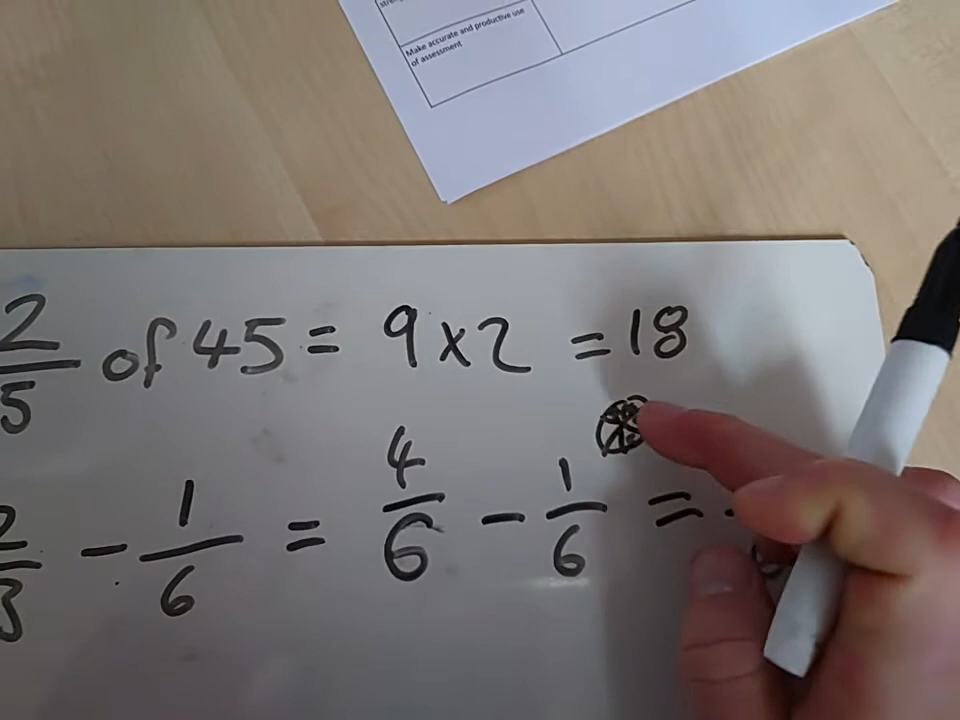 Make accurate and productive use
of assessment
2/5 of 45 = 9 x 2 = 18
2/3 - 1/6 = 4/6 - 1/6 =